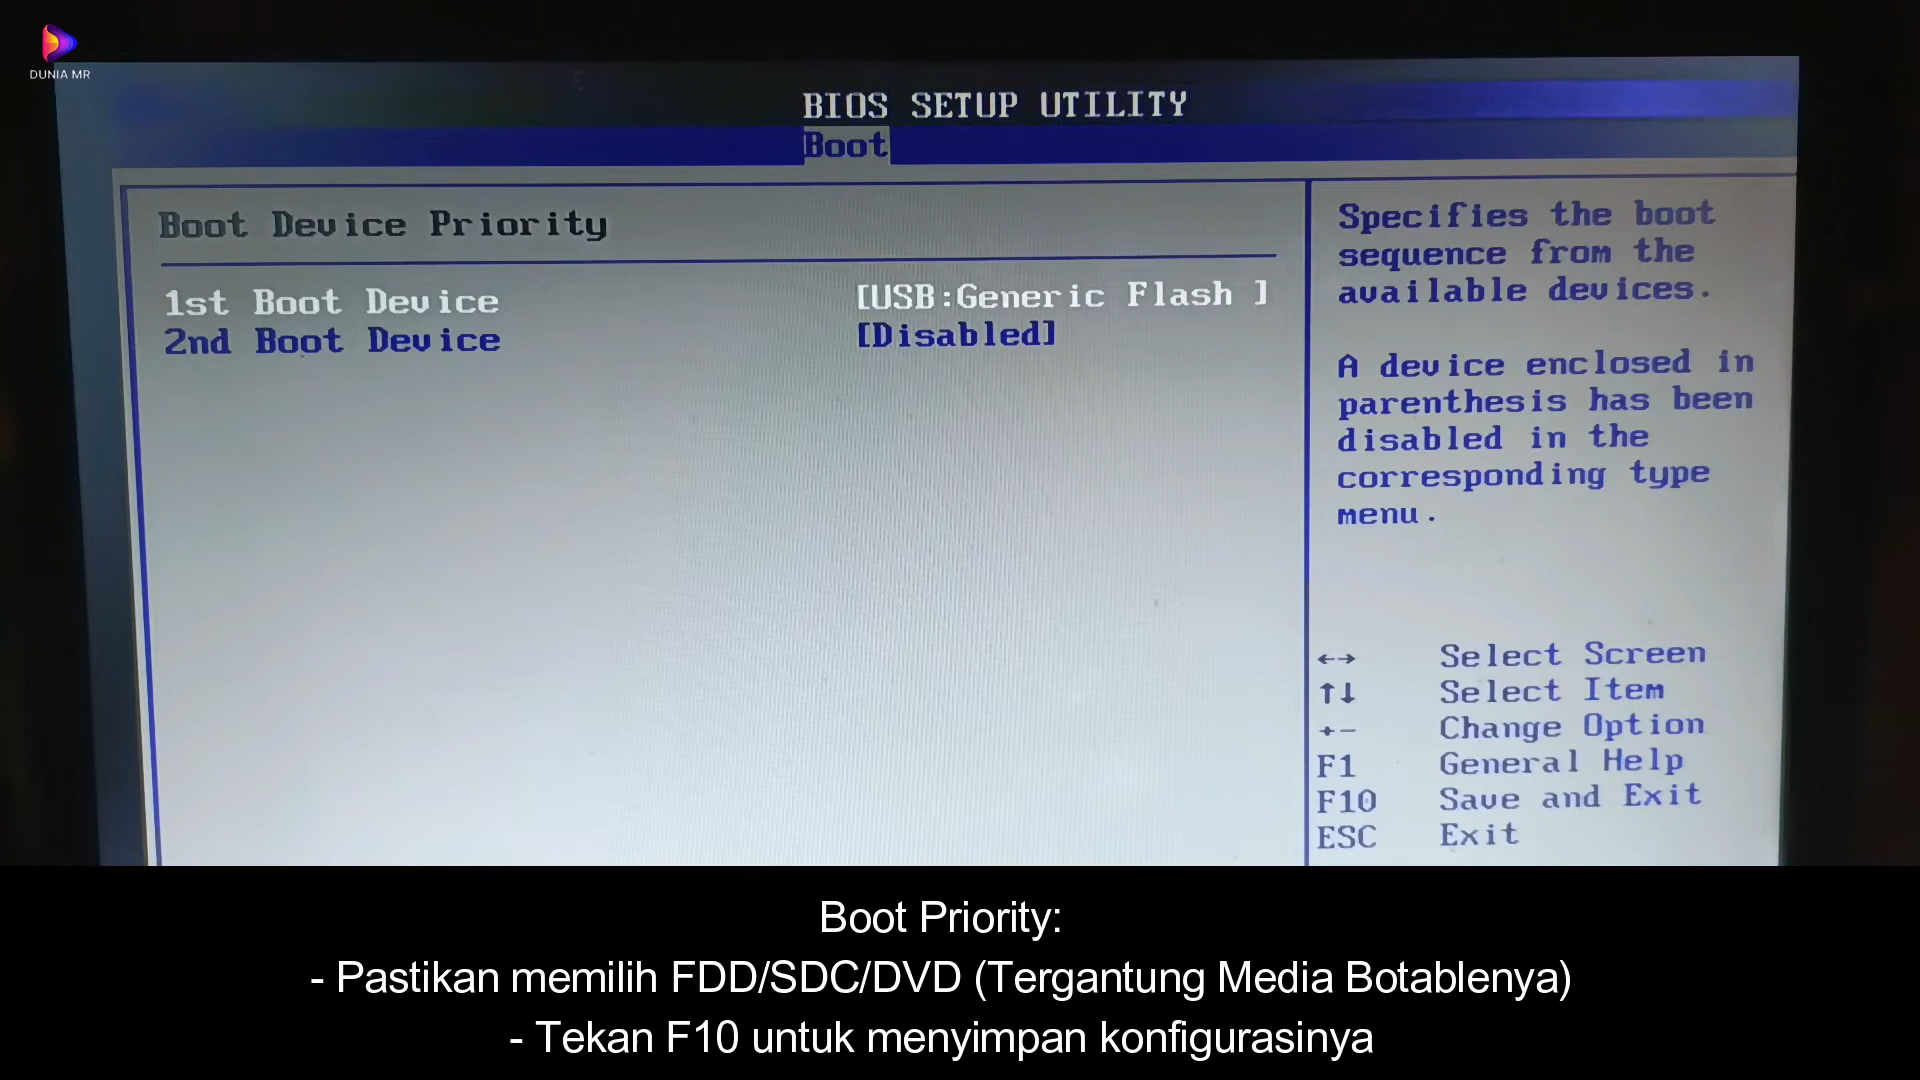 DUNIA MR
BIOS SETUP UTILITY
Boot
Boot Device Priority
1st Boot Device [USB:Generic Flash ]
2nd Boot Device [Disabled]
Specifies the boot
sequence from the
available devices.
A device enclosed in
parenthesis has been
disabled in the
corresponding type
menu.
←→ Select Screen
↑↓ Select Item
+- Change Option
F1 General Help
F10 Save and Exit
ESC Exit
Boot Priority:
- Pastikan memilih FDD/SDC/DVD (Tergantung Media Botablenya)
- Tekan F10 untuk menyimpan konfigurasinya